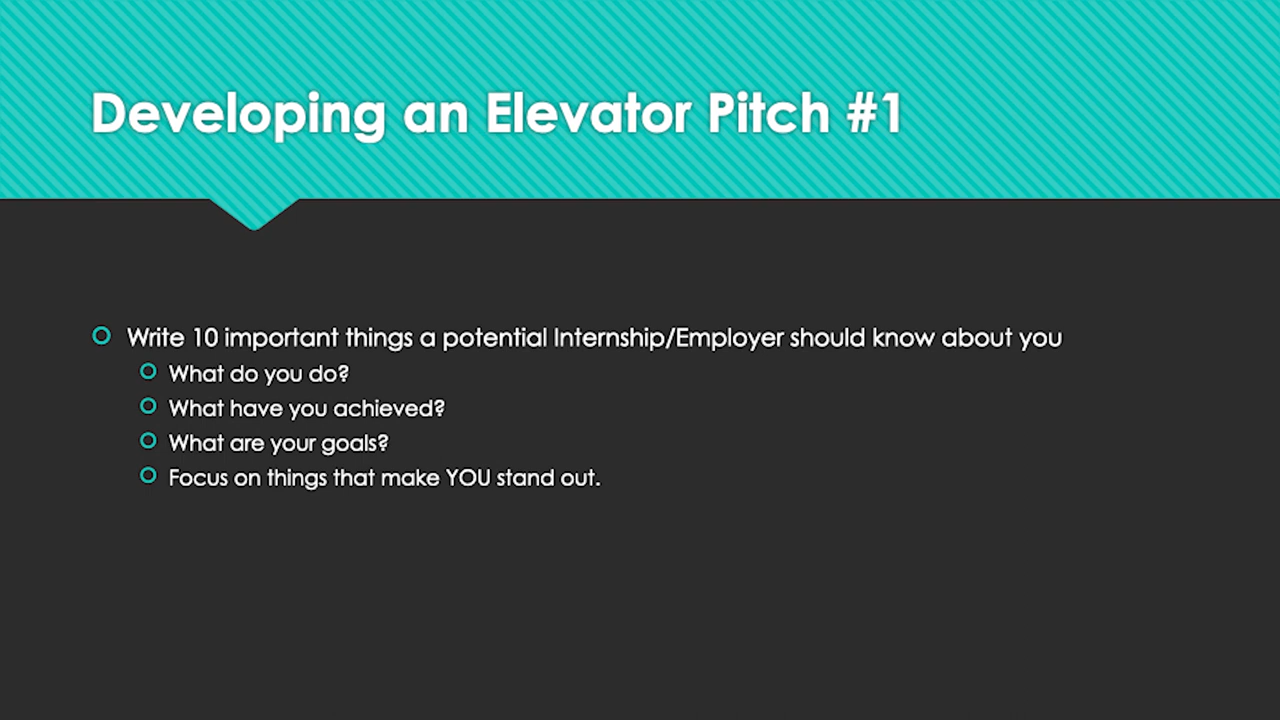 Developing an Elevator Pitch #1
Write 10 important things a potential Internship/Employer should know about you
What do you do?
What have you achieved?
What are your goals?
Focus on things that make YOU stand out.